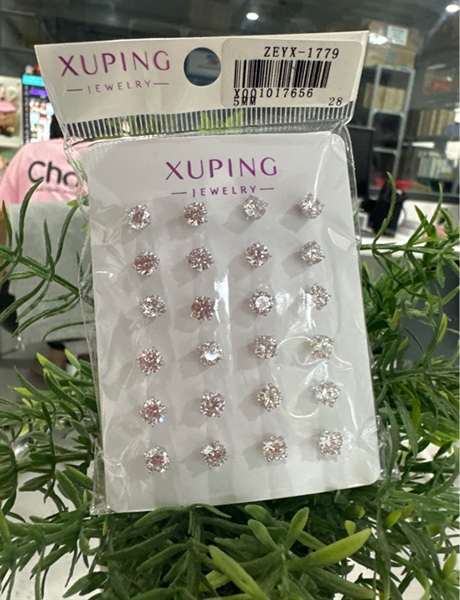 XUPING
JEWELRY
ZEYX-1779
X001017656
5MM 28
XUPING
JEWELRY
Cho